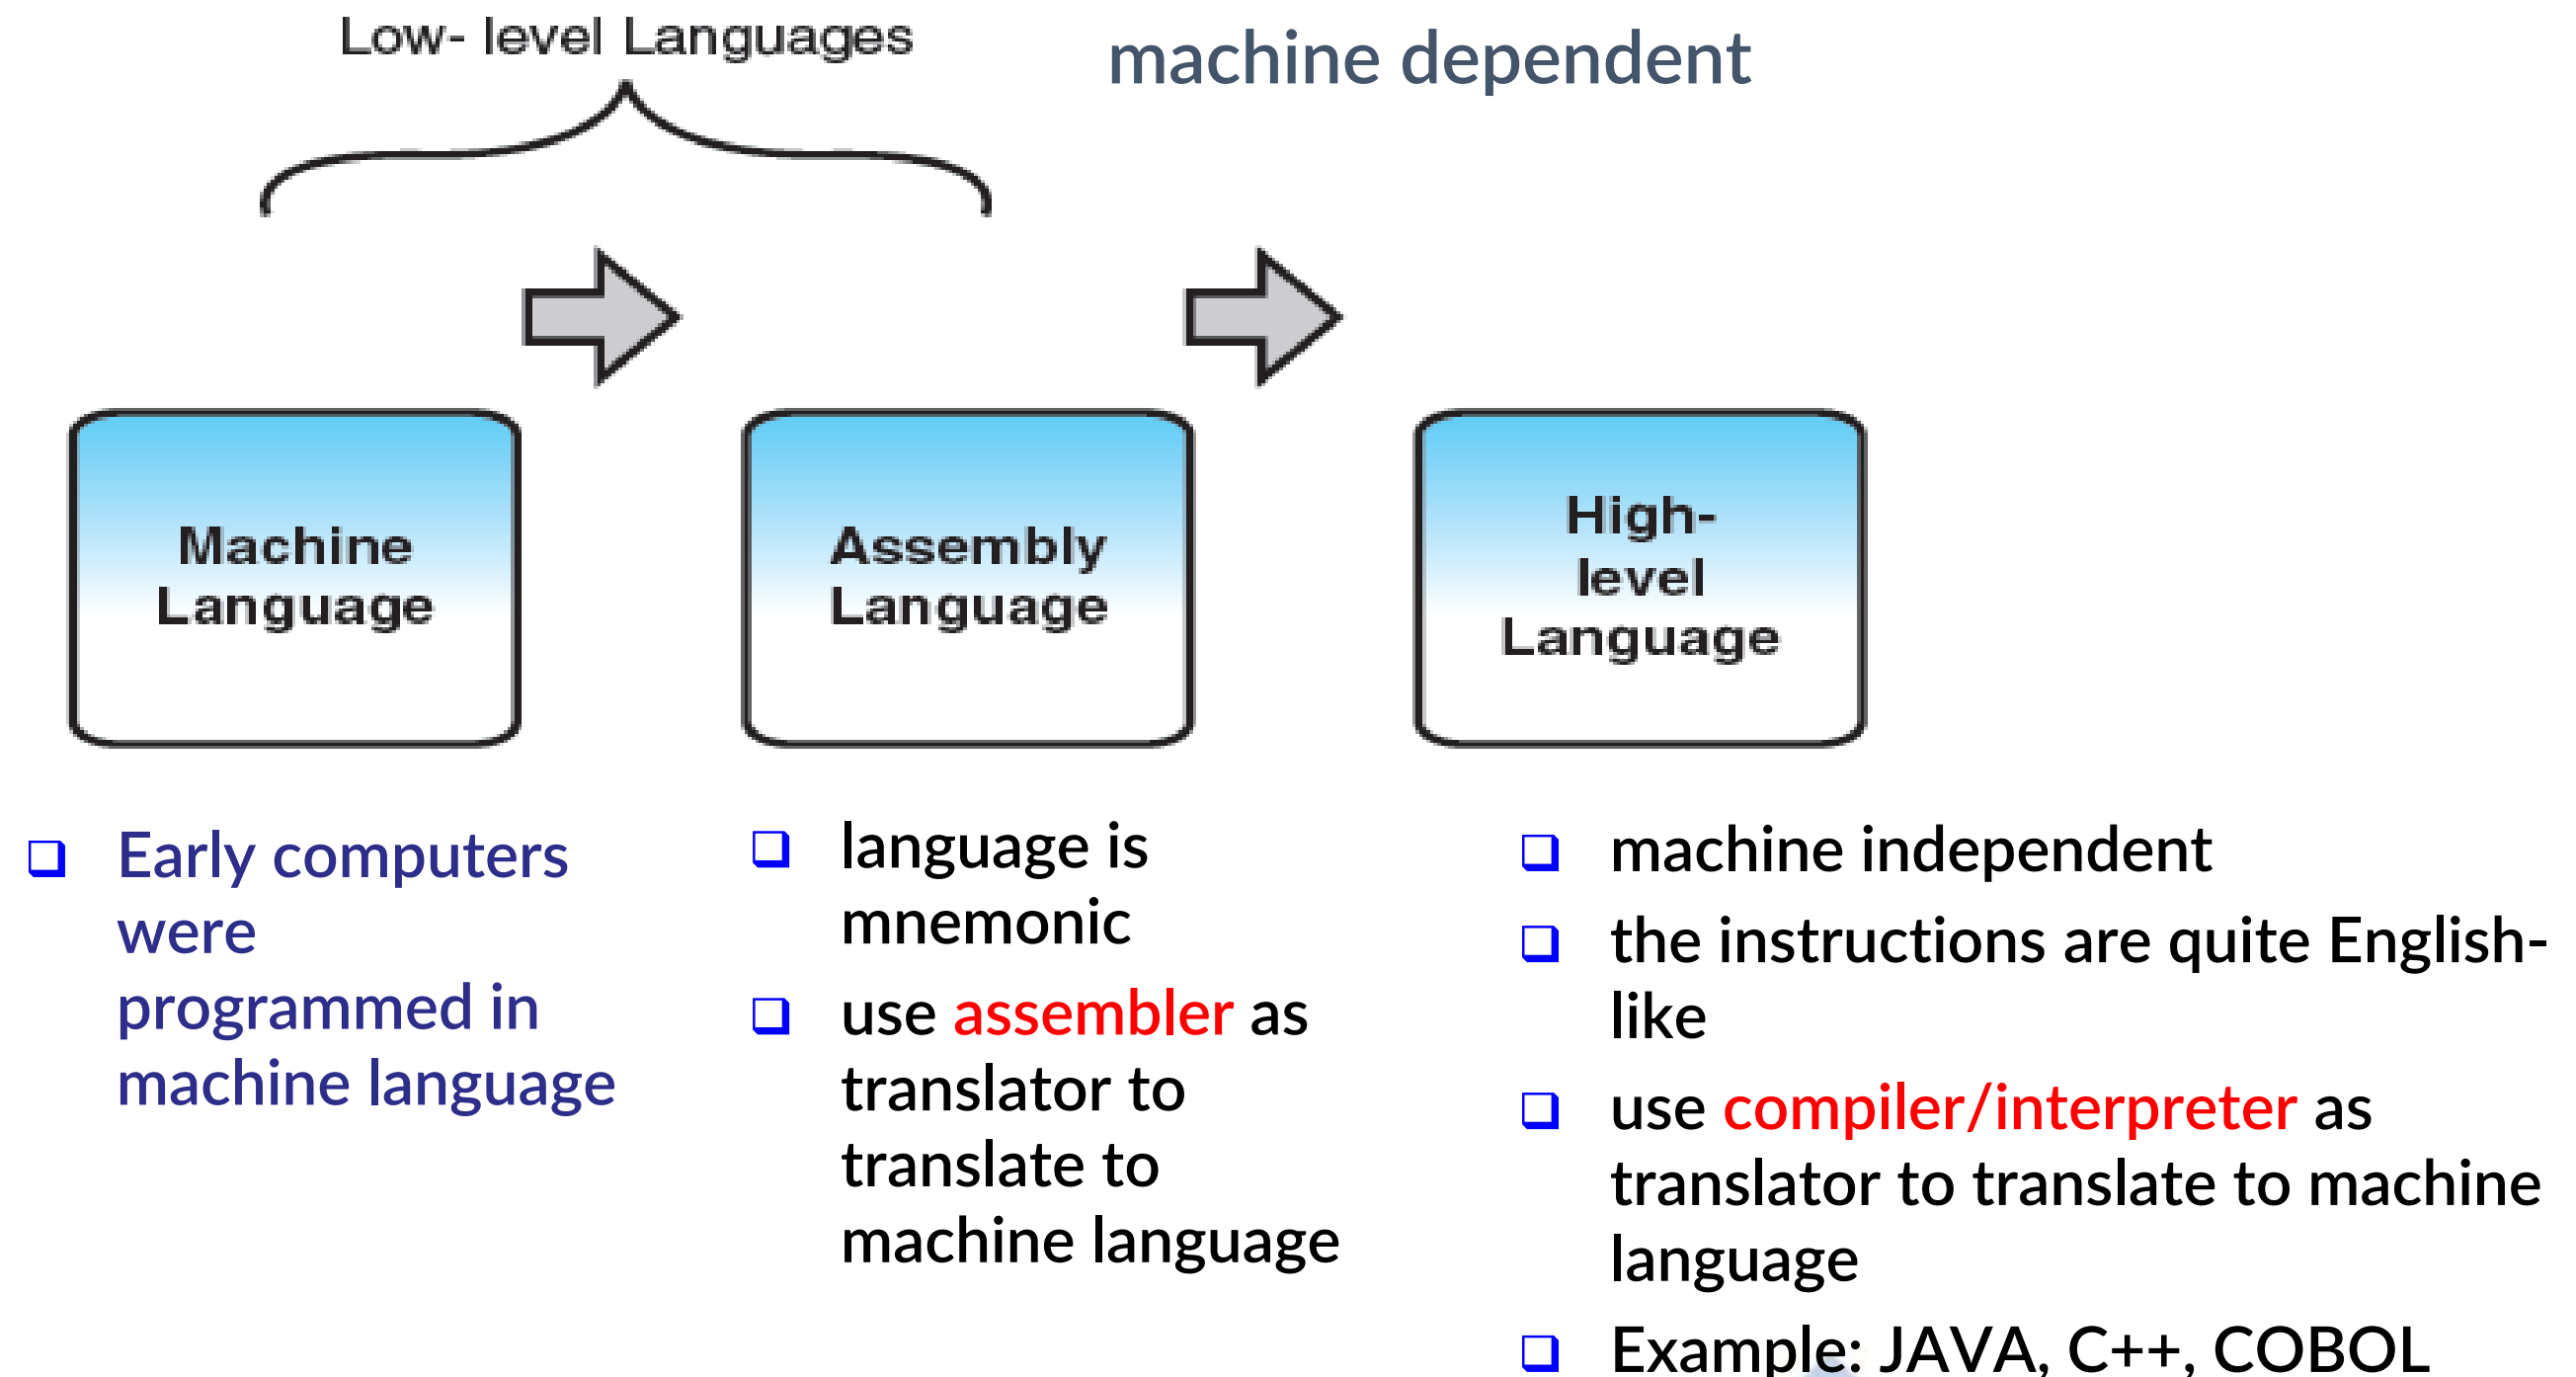 Low- level Languages
machine dependent
Machine
Language
Assembly
Language
High-
level
Language
Early computers
were
programmed in
machine language
language is
mnemonic
use assembler as
translator to
translate to
machine language
machine independent
the instructions are quite English-
like
use compiler/interpreter as
translator to translate to machine
language
Example: JAVA, C++, COBOL